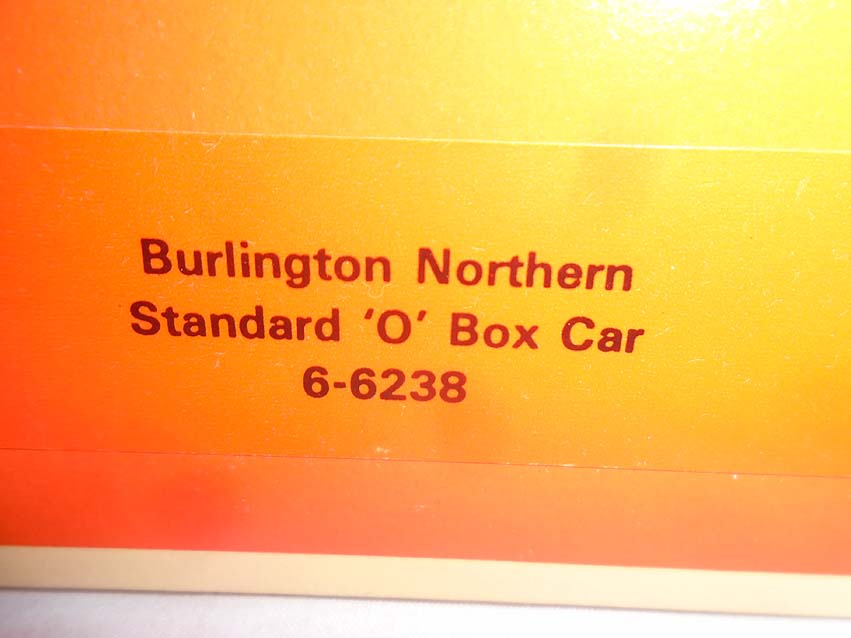 Burlington Northern
Standard 'O' Box Car
6-6238